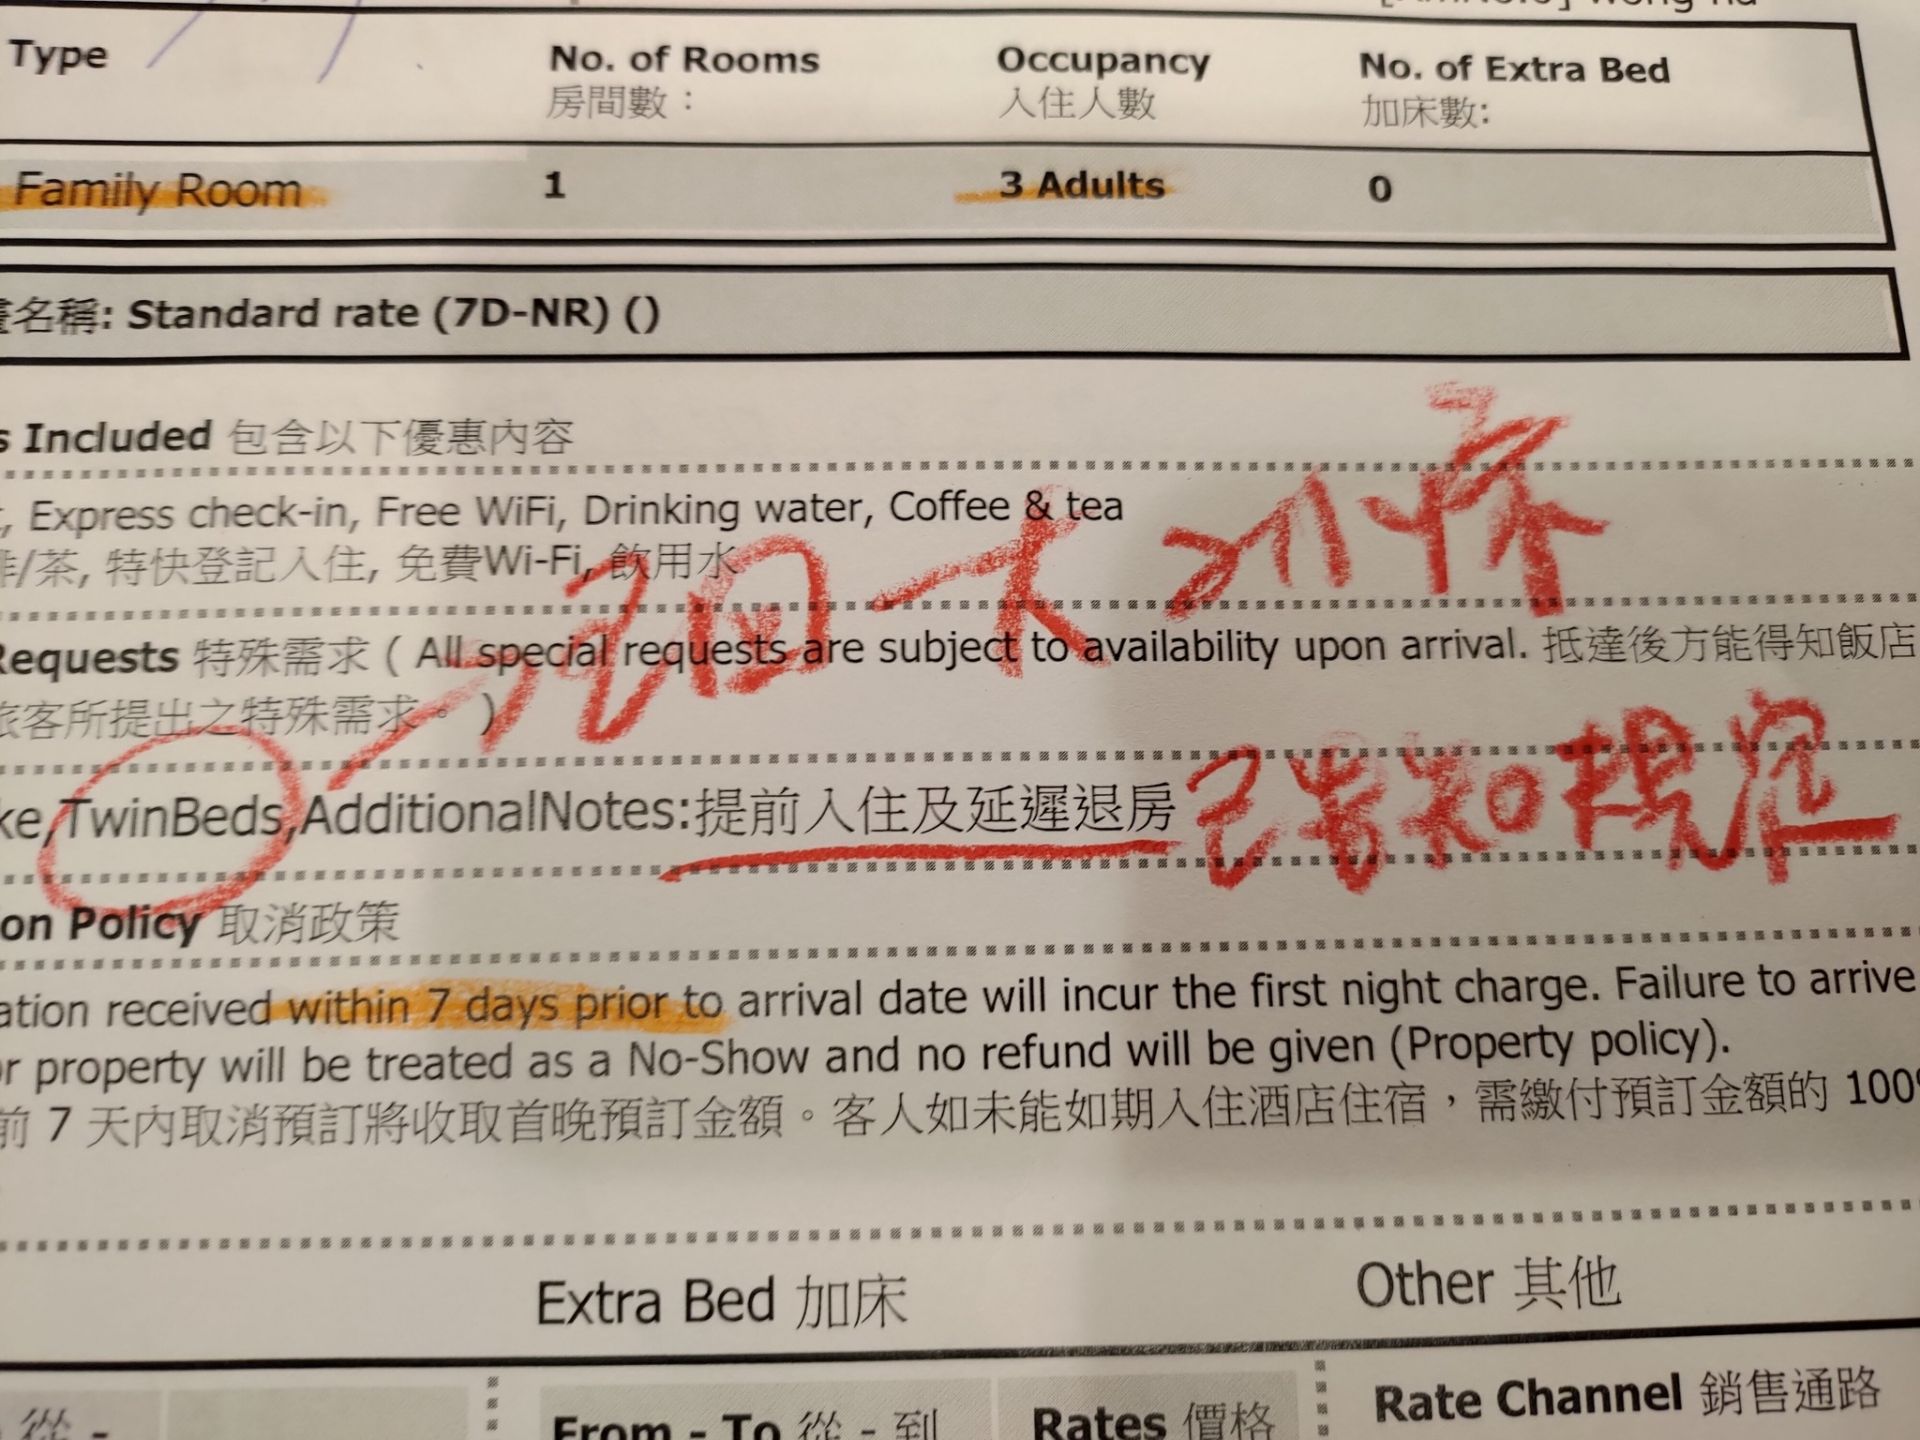 Type
No. of Rooms
房間數：
Occupancy
入住人數
No. of Extra Bed
加床數:
Family Room 1 3 Adults 0
名稱: Standard rate (7D-NR) ()
Included 包含以下優惠內容
, Express check-in, Free WiFi, Drinking water, Coffee & tea
/茶, 特快登記入住, 免費Wi-Fi, 飲用水
Requests 特殊需求 ( All special requests are subject to availability upon arrival. 抵達後方能得知飯店
旅客所提出之特殊需求。 )
已回一大 床
ke,TwinBeds,AdditionalNotes:提前入住及延遲退房
已 知規定
on Policy 取消政策
ation received within 7 days prior to arrival date will incur the first night charge. Failure to arrive
or property will be treated as a No-Show and no refund will be given (Property policy).
前 7 天內取消預訂將收取首晚預訂金額。客人如未能如期入住酒店住宿，需繳付預訂金額的 100%
Extra Bed 加床
Other 其他
從 -
From - To 從 - 到
Rates 價格
Rate Channel 銷售通路